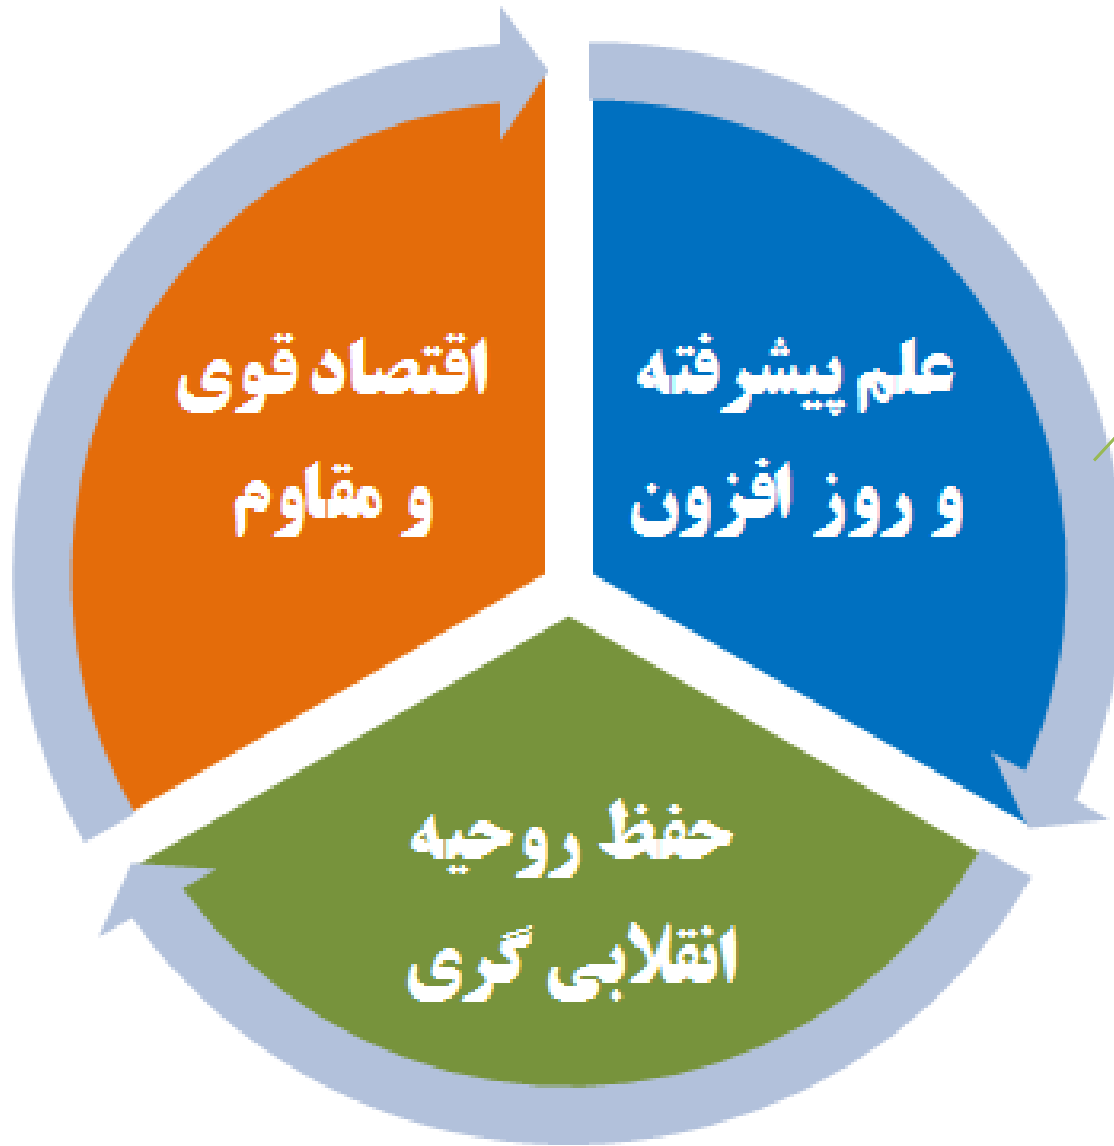 علم پیشرفته
و روز افزون
حفظ روحیه
انقلابی گری
اقتصاد قوی
و مقاوم